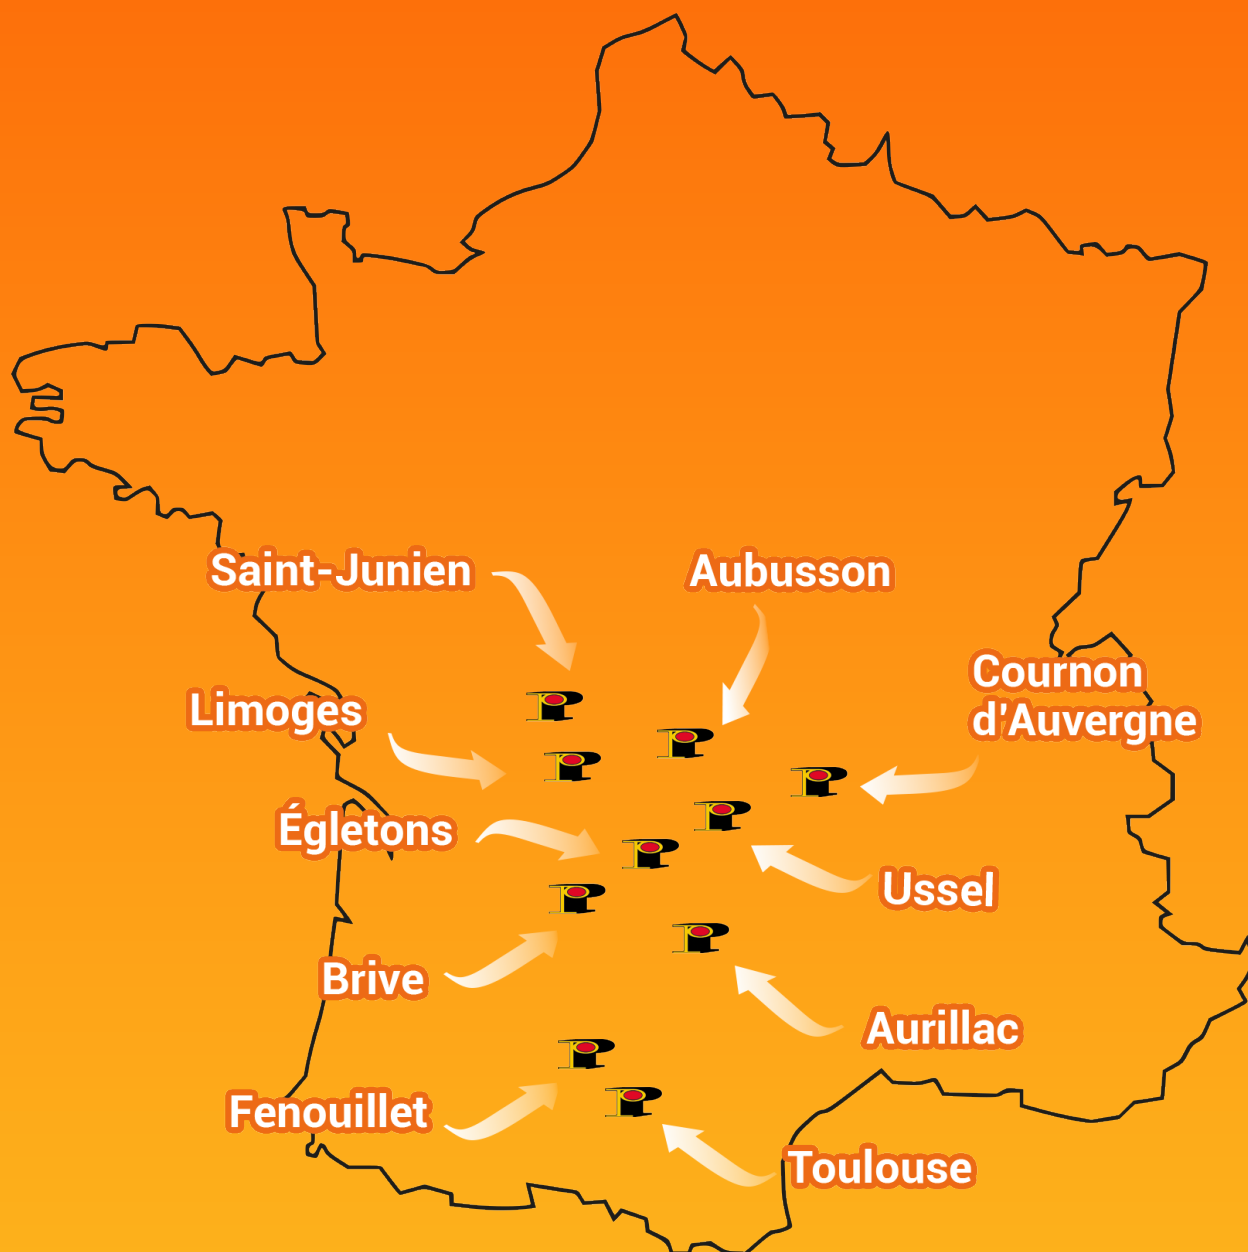 Saint-Junien
Aubusson
Cournon
d'Auvergne
Limoges
Égletons
Ussel
Brive
Aurillac
Fenouillet
Toulouse